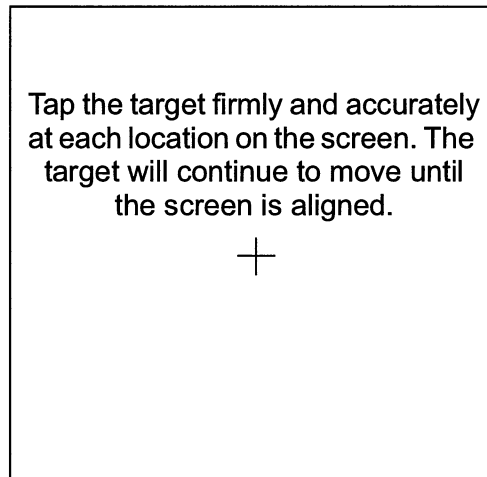 Tap the target firmly and accurately
at each location on the screen. The
target will continue to move until
the screen is aligned.